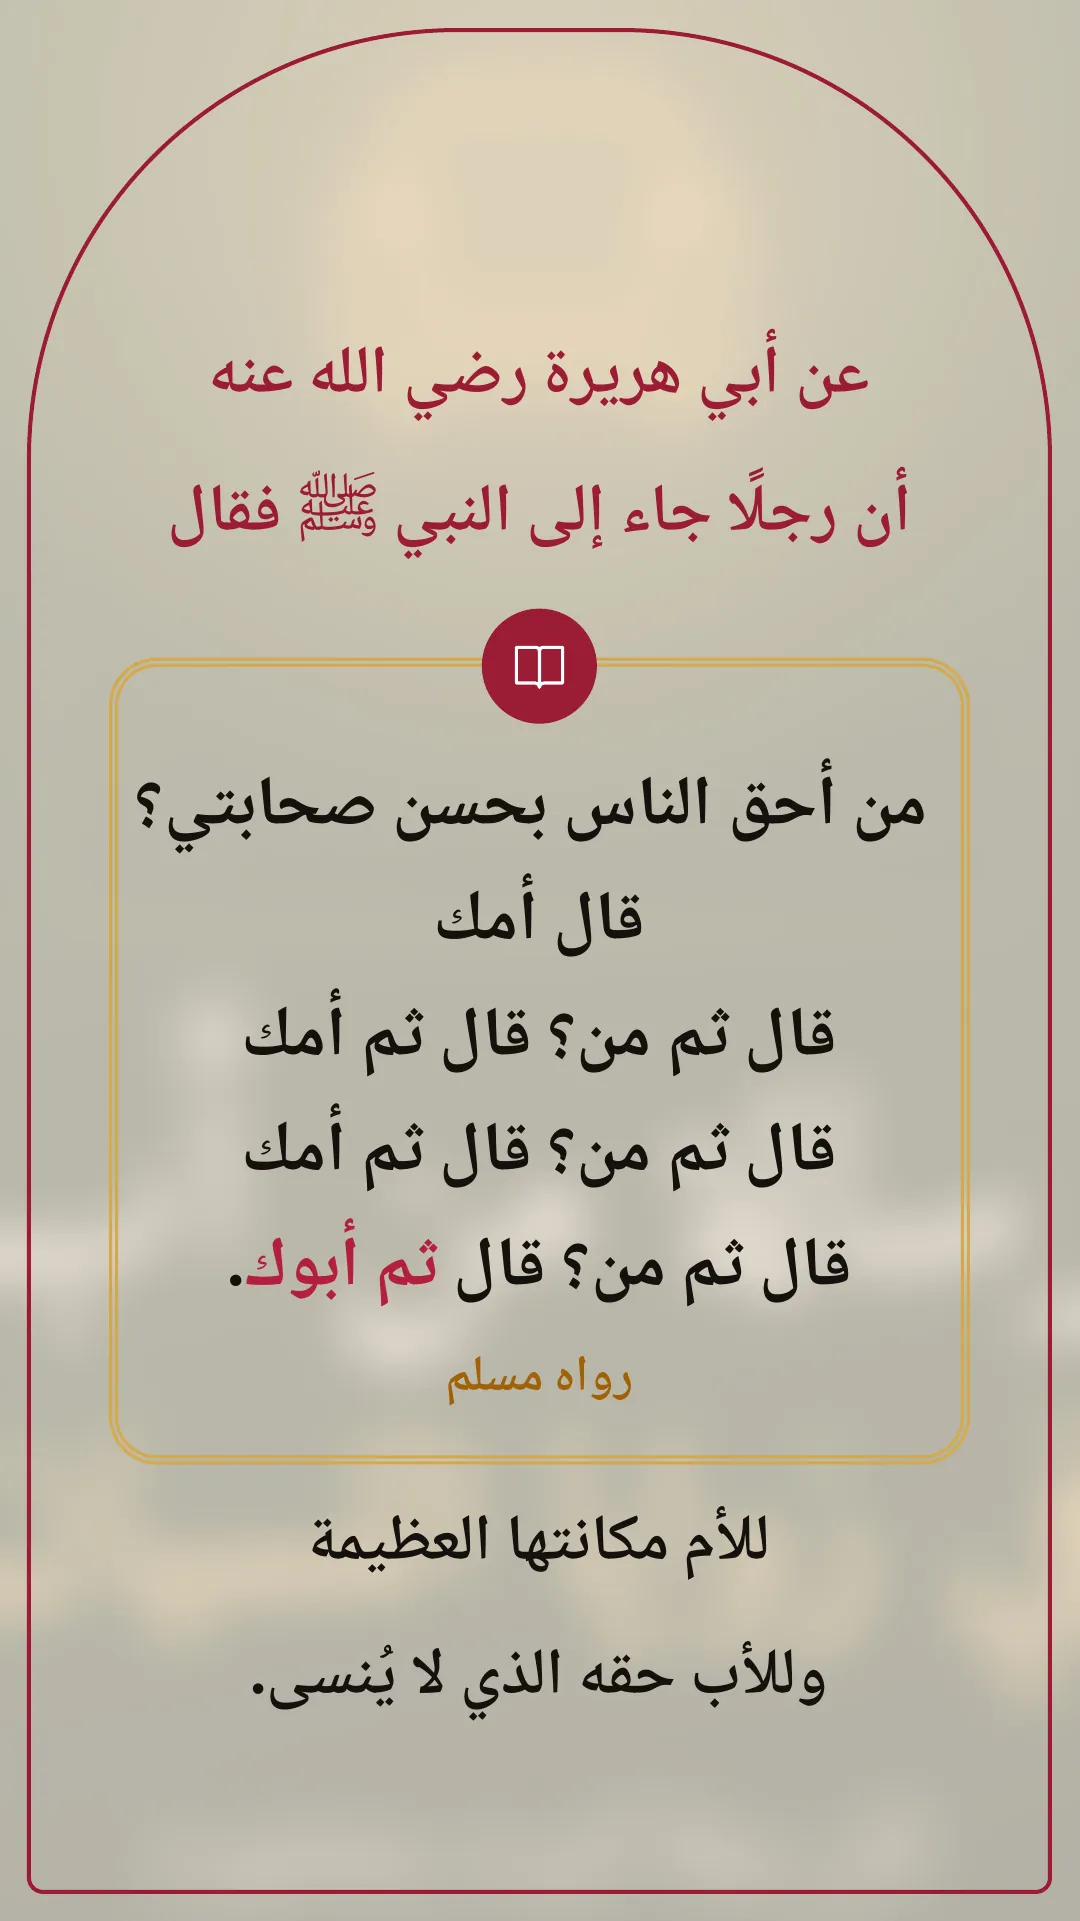 عن أبي هريرة رضي الله عنه
أن رجلًا جاء إلى النبي ﷺ فقال
من أحق الناس بحسن صحابتي؟
قال أمك
قال ثم من؟ قال ثم أمك
قال ثم من؟ قال ثم أمك
قال ثم من؟ قال ثم أبوك.
رواه مسلم
للأم مكانتها العظيمة
وللأب حقه الذي لا يُنسى.